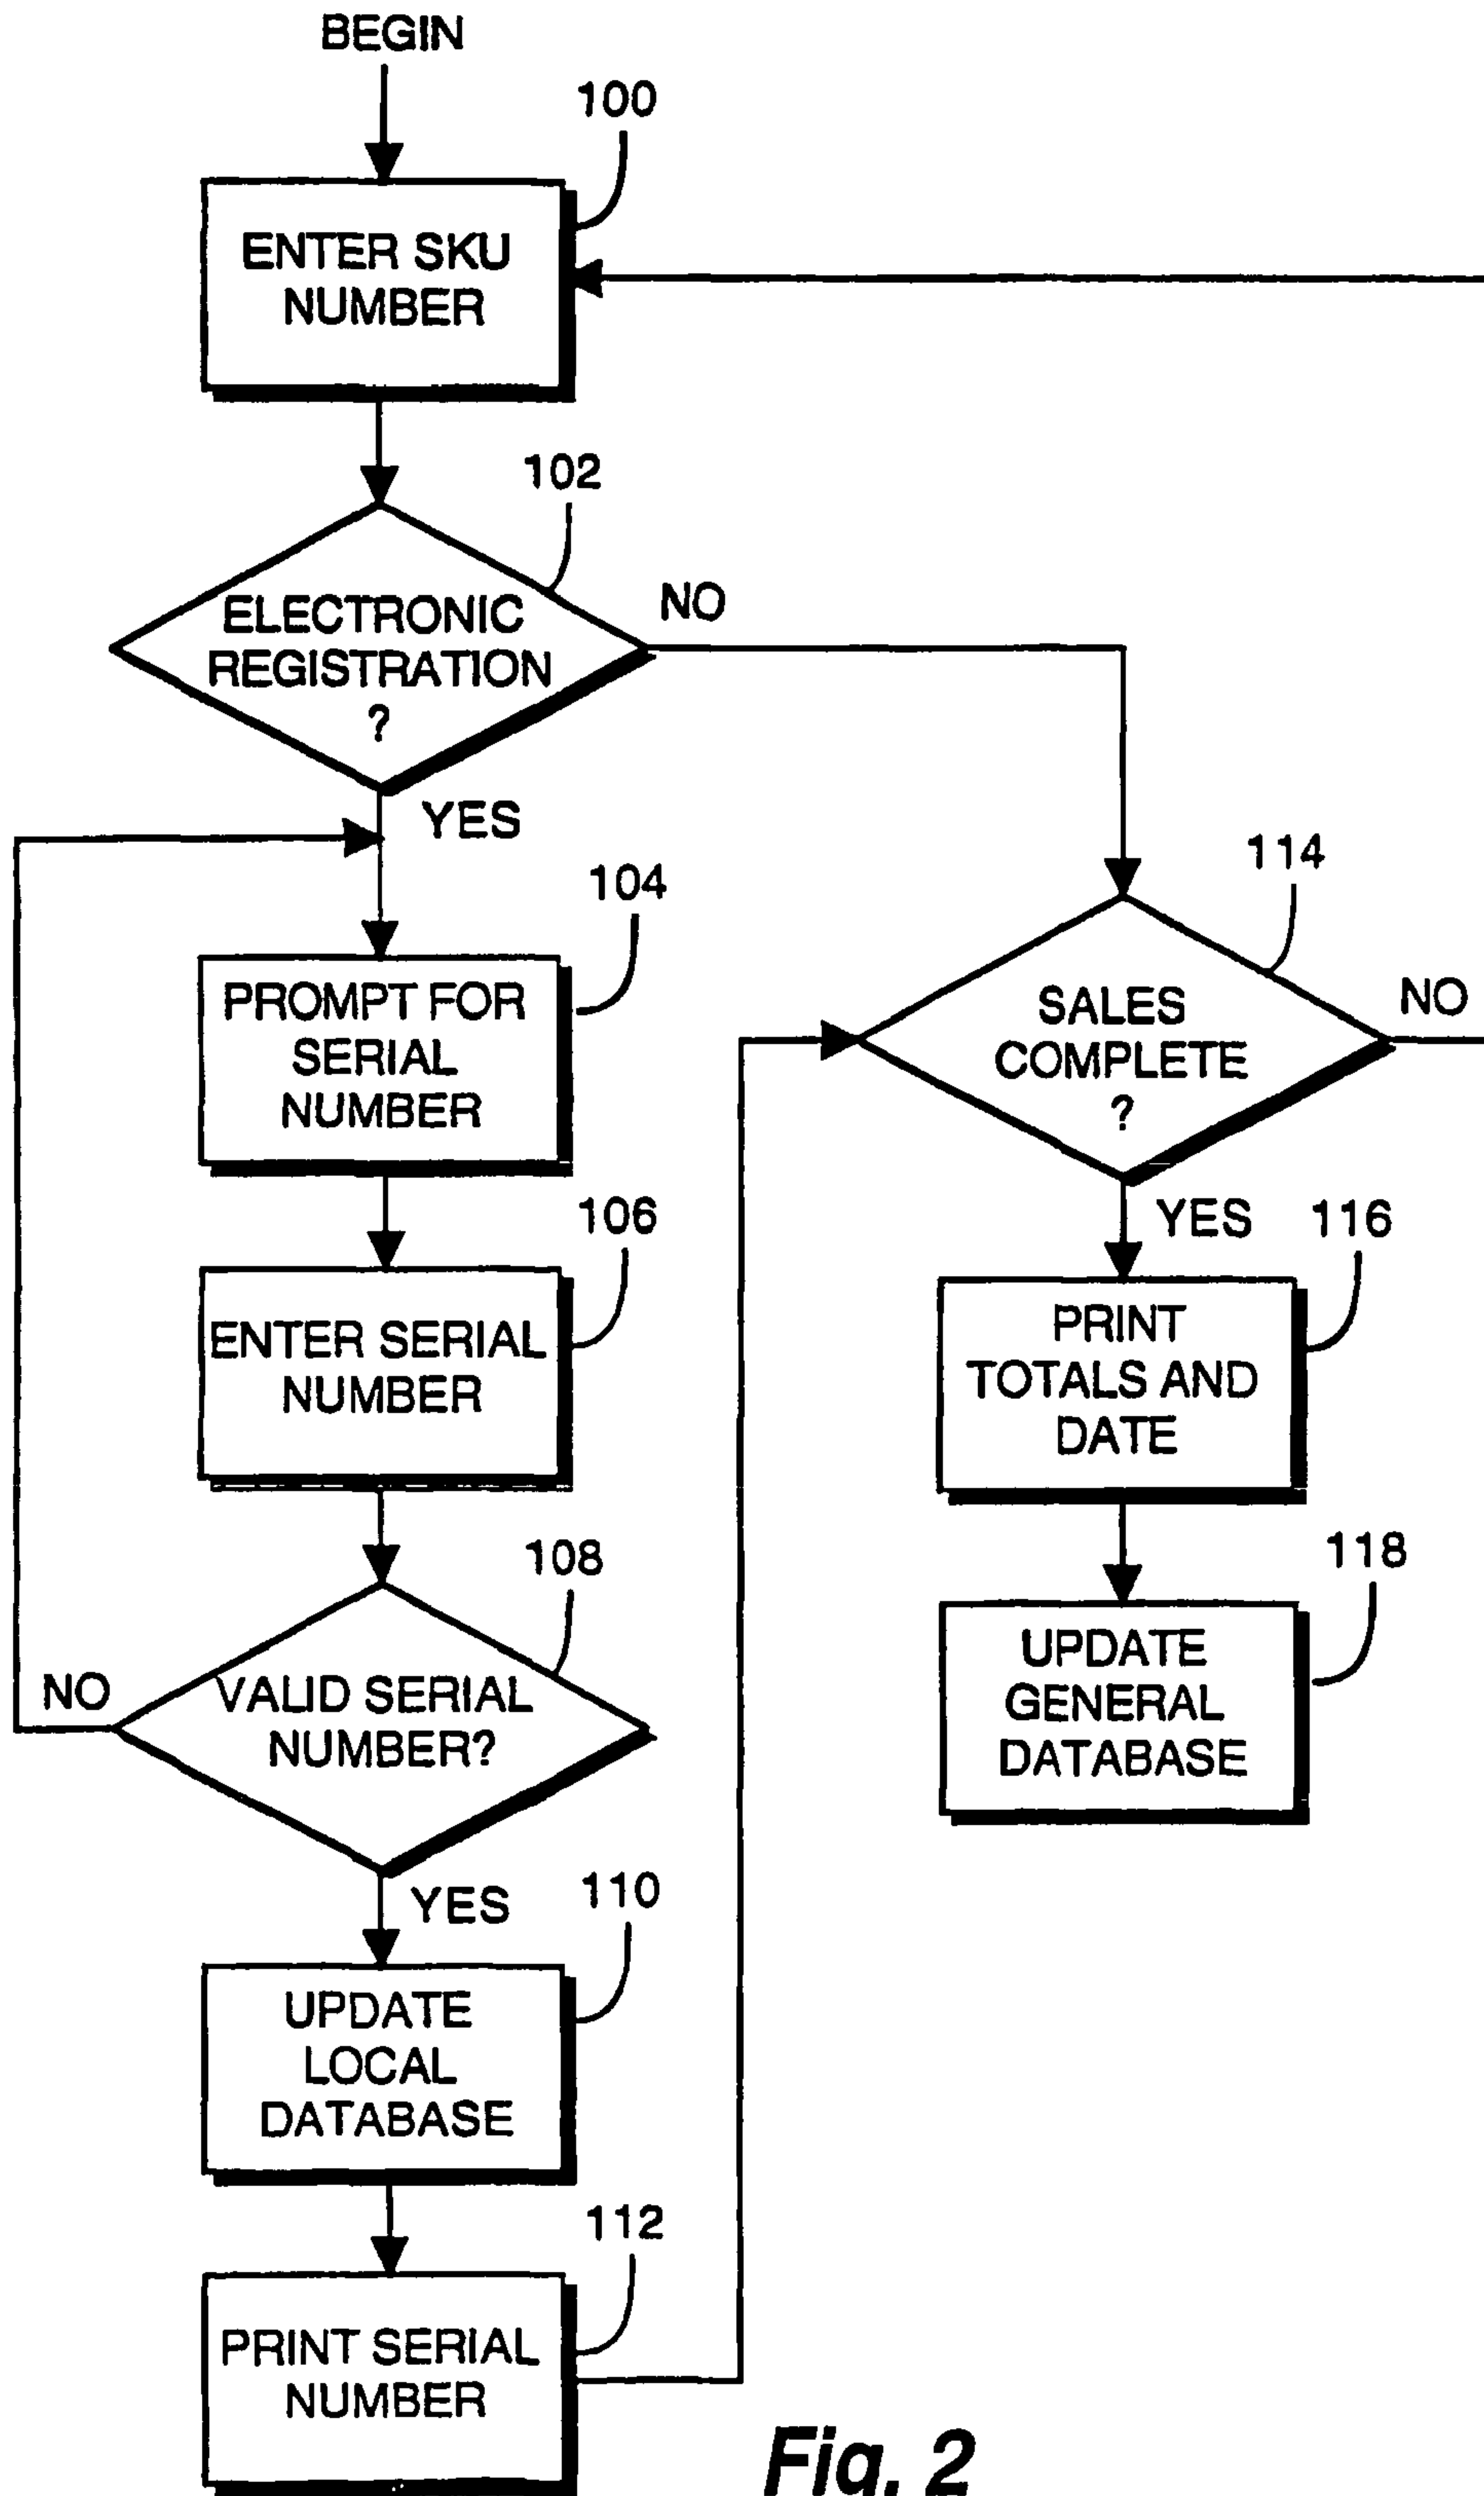 BEGIN
100
ENTER SKU
NUMBER
102
ELECTRONIC
REGISTRATION
?
NO
YES
104
PROMPT FOR
SERIAL
NUMBER
106
ENTER SERIAL
NUMBER
108
VALID SERIAL
NUMBER?
NO
YES
110
UPDATE
LOCAL
DATABASE
112
PRINT SERIAL
NUMBER
114
SALES
COMPLETE
?
NO
YES
116
PRINT
TOTALS AND
DATE
118
UPDATE
GENERAL
DATABASE
Fig. 2